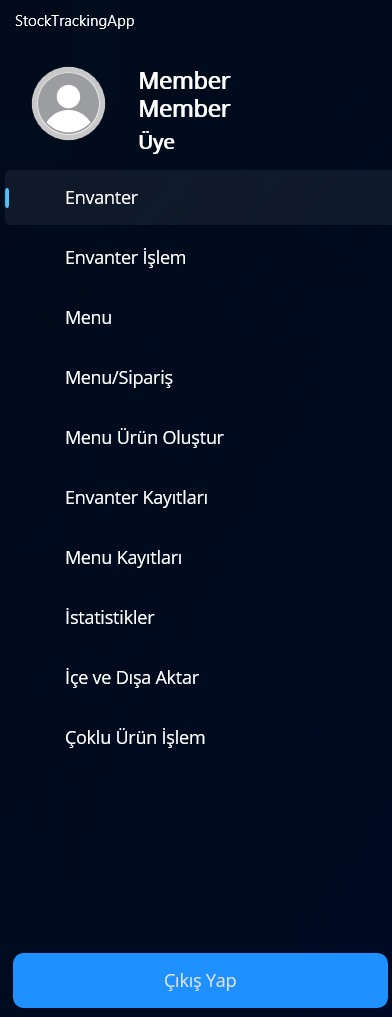 StockTrackingApp
Member
Member
Üye
Envanter
Envanter İşlem
Menu
Menu/Sipariş
Menu Ürün Oluştur
Envanter Kayıtları
Menu Kayıtları
İstatistikler
İçe ve Dışa Aktar
Çoklu Ürün İşlem
Çıkış Yap